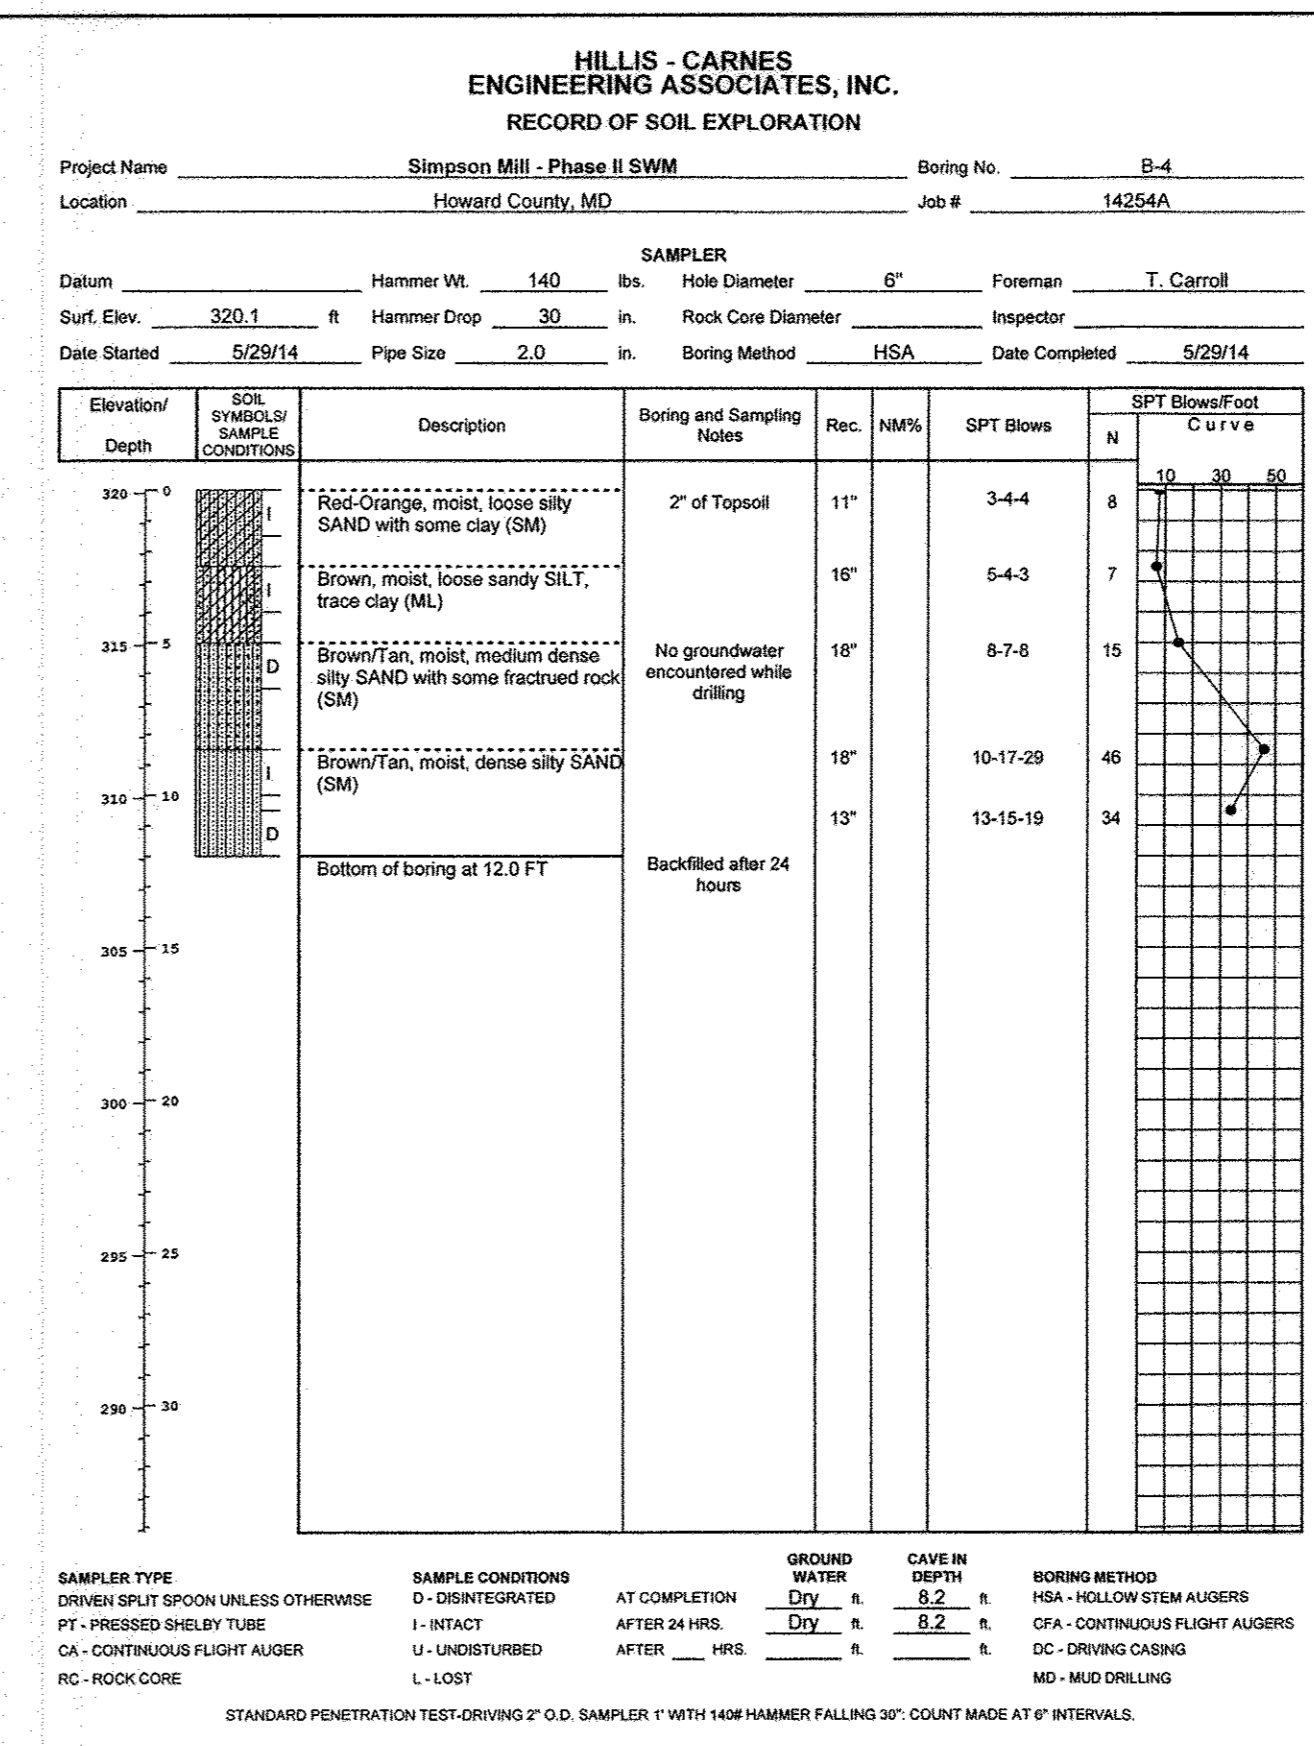 HILLIS - CARNES
ENGINEERING ASSOCIATES, INC.
RECORD OF SOIL EXPLORATION
Project Name Simpson Mill - Phase II SWM Boring No. B-4
Location Howard County, MD Job # 14254A
SAMPLER
Datum Hammer Wt. 140 lbs. Hole Diameter 6" Foreman T. Carroll
Surf. Elev. 320.1 ft Hammer Drop 30 in. Rock Core Diameter Inspector
Date Started 5/29/14 Pipe Size 2.0 in. Boring Method HSA Date Completed 5/29/14
Elevation/
Depth
SOIL
SYMBOLS/
SAMPLE
CONDITIONS
Description
Boring and Sampling
Notes
Rec.
NM%
SPT Blows
SPT Blows/Foot
N
Curve
10 30 50
320 0
I
Red-Orange, moist, loose silty
SAND with some clay (SM)
2" of Topsoil
11"
3-4-4
8
I
Brown, moist, loose sandy SILT,
trace clay (ML)
16"
5-4-3
7
315 5
D
Brown/Tan, moist, medium dense
silty SAND with some fractrued rock
(SM)
No groundwater
encountered while
drilling
18"
8-7-8
15
I
Brown/Tan, moist, dense silty SAND
(SM)
18"
10-17-29
46
310 10
D
13"
13-15-19
34
Bottom of boring at 12.0 FT
Backfilled after 24
hours
305 15
300 20
295 25
290 30
SAMPLER TYPE
DRIVEN SPLIT SPOON UNLESS OTHERWISE
PT - PRESSED SHELBY TUBE
CA - CONTINUOUS FLIGHT AUGER
RC - ROCK CORE
SAMPLE CONDITIONS
D - DISINTEGRATED
I - INTACT
U - UNDISTURBED
L - LOST
GROUND
WATER
CAVE IN
DEPTH
AT COMPLETION Dry ft. 8.2 ft.
AFTER 24 HRS. Dry ft. 8.2 ft.
AFTER ____ HRS. ft. ft.
BORING METHOD
HSA - HOLLOW STEM AUGERS
CFA - CONTINUOUS FLIGHT AUGERS
DC - DRIVING CASING
MD - MUD DRILLING
STANDARD PENETRATION TEST-DRIVING 2" O.D. SAMPLER 1' WITH 140# HAMMER FALLING 30": COUNT MADE AT 6" INTERVALS.